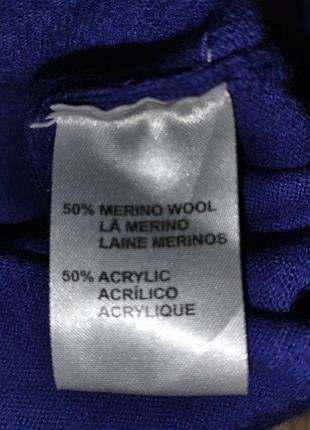 50% MERINO WOOL
LÃ MERINO
LAINE MERINOS
50% ACRYLIC
ACRÍLICO
ACRYLIQUE